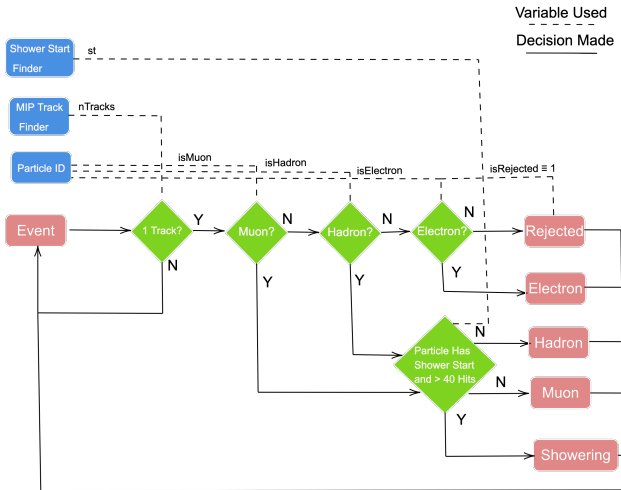 Variable Used
Decision Made
Shower Start
Finder
st
MIP Track
Finder
nTracks
Particle ID
isMuon
isHadron
isElectron
isRejected ≡ 1
Event
1 Track?
Y
Muon?
N
Hadron?
N
Electron?
N
Rejected
N
Y
Y
Y
Electron
N
Hadron
Particle Has
Shower Start
and > 40 Hits
N
Muon
Y
Showering